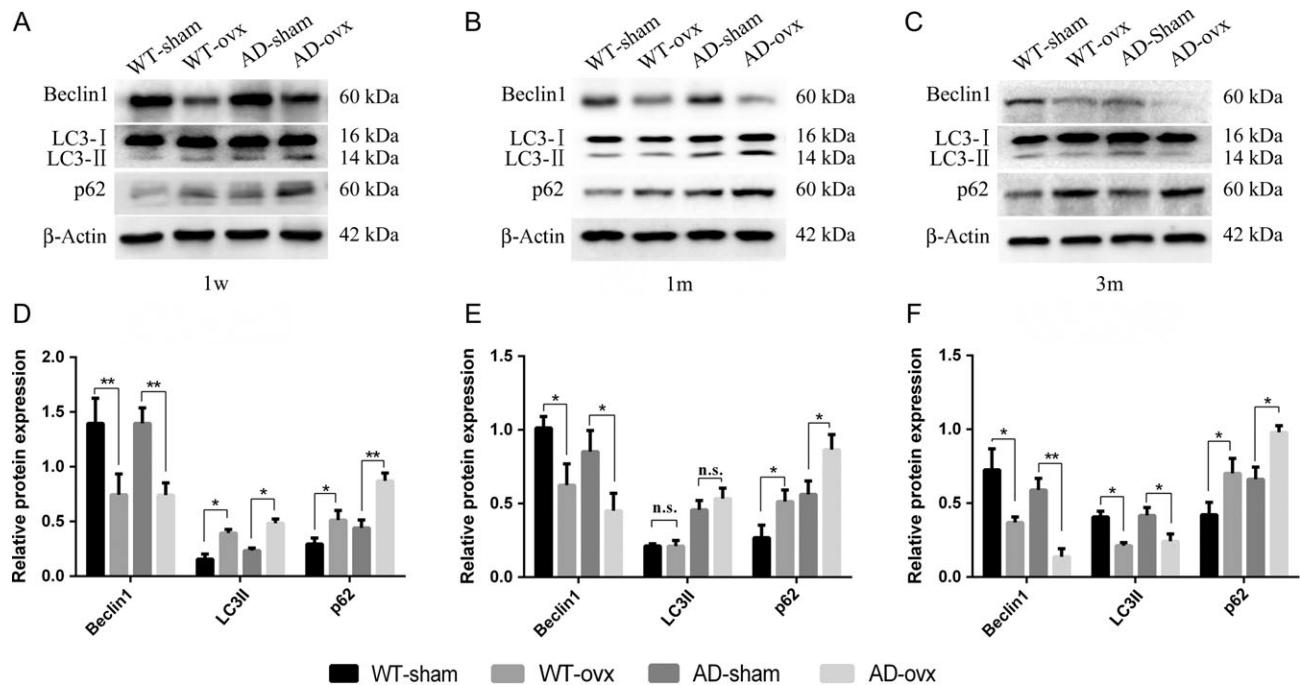 A
WT-sham WT-ovx AD-sham AD-ovx
Beclin1 60 kDa
LC3-I 16 kDa
LC3-II 14 kDa
p62 60 kDa
β-Actin 42 kDa
1w
B
WT-sham WT-ovx AD-sham AD-ovx
Beclin1 60 kDa
LC3-I 16 kDa
LC3-II 14 kDa
p62 60 kDa
β-Actin 42 kDa
1m
C
WT-sham WT-ovx AD-Sham AD-ovx
Beclin1 60 kDa
LC3-I 16 kDa
LC3-II 14 kDa
p62 60 kDa
β-Actin 42 kDa
3m
D
Relative protein expression
2.0
1.5
1.0
0.5
0.0
** ** * * * **
Beclin1 LC3II p62
E
Relative protein expression
1.5
1.0
0.5
0.0
* * n.s. n.s. * *
Beclin1 LC3II p62
F
Relative protein expression
1.5
1.0
0.5
0.0
* ** * * * *
Beclin1 LC3II p62
WT-sham WT-ovx AD-sham AD-ovx